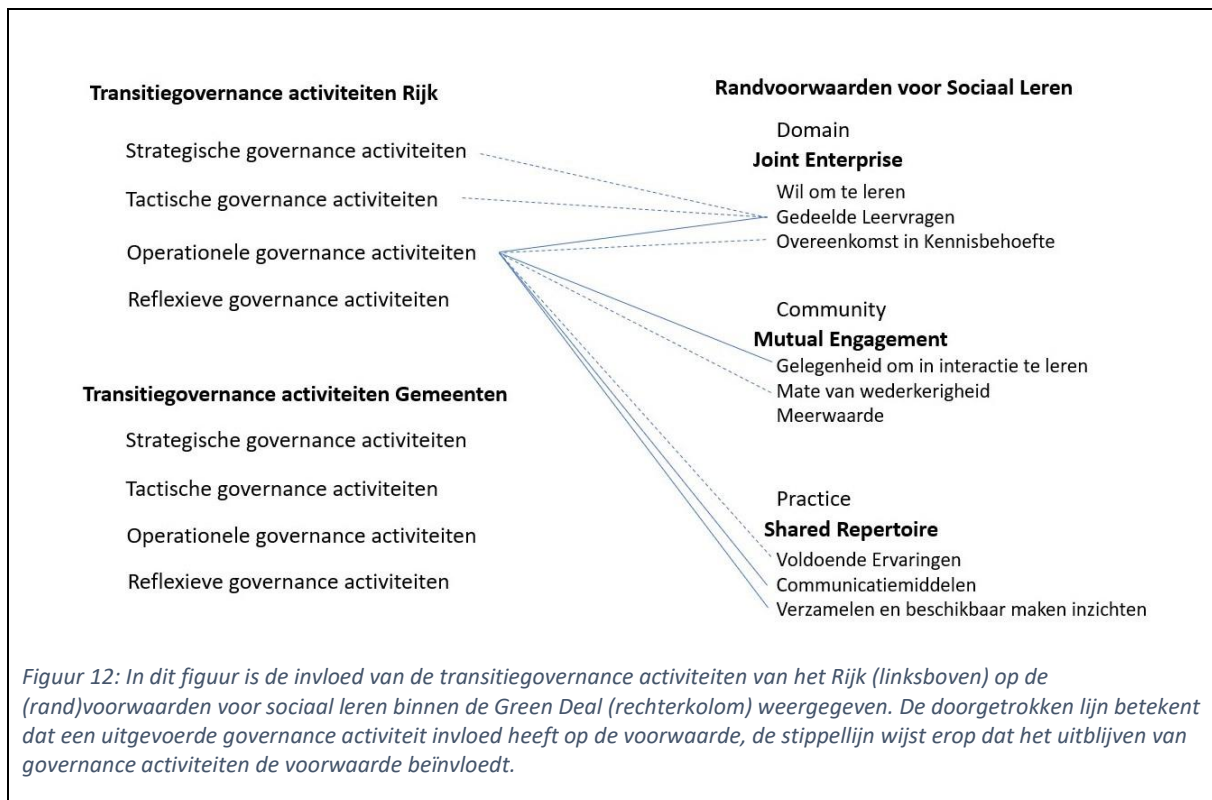 Transitiegovernance activiteiten Rijk
Strategische governance activiteiten
Tactische governance activiteiten
Operationele governance activiteiten
Reflexieve governance activiteiten
Transitiegovernance activiteiten Gemeenten
Strategische governance activiteiten
Tactische governance activiteiten
Operationele governance activiteiten
Reflexieve governance activiteiten
Randvoorwaarden voor Sociaal Leren
Domain
Joint Enterprise
Wil om te leren
Gedeelde Leervragen
Overeenkomst in Kennisbehoefte
Community
Mutual Engagement
Gelegenheid om in interactie te leren
Mate van wederkerigheid
Meerwaarde
Practice
Shared Repertoire
Voldoende Ervaringen
Communicatiemiddelen
Verzamelen en beschikbaar maken inzichten
Figuur 12: In dit figuur is de invloed van de transitiegovernance activiteiten van het Rijk (linksboven) op de
(rand)voorwaarden voor sociaal leren binnen de Green Deal (rechterkolom) weergegeven. De doorgetrokken lijn betekent
dat een uitgevoerde governance activiteit invloed heeft op de voorwaarde, de stippellijn wijst erop dat het uitblijven van
governance activiteiten de voorwaarde beïnvloedt.